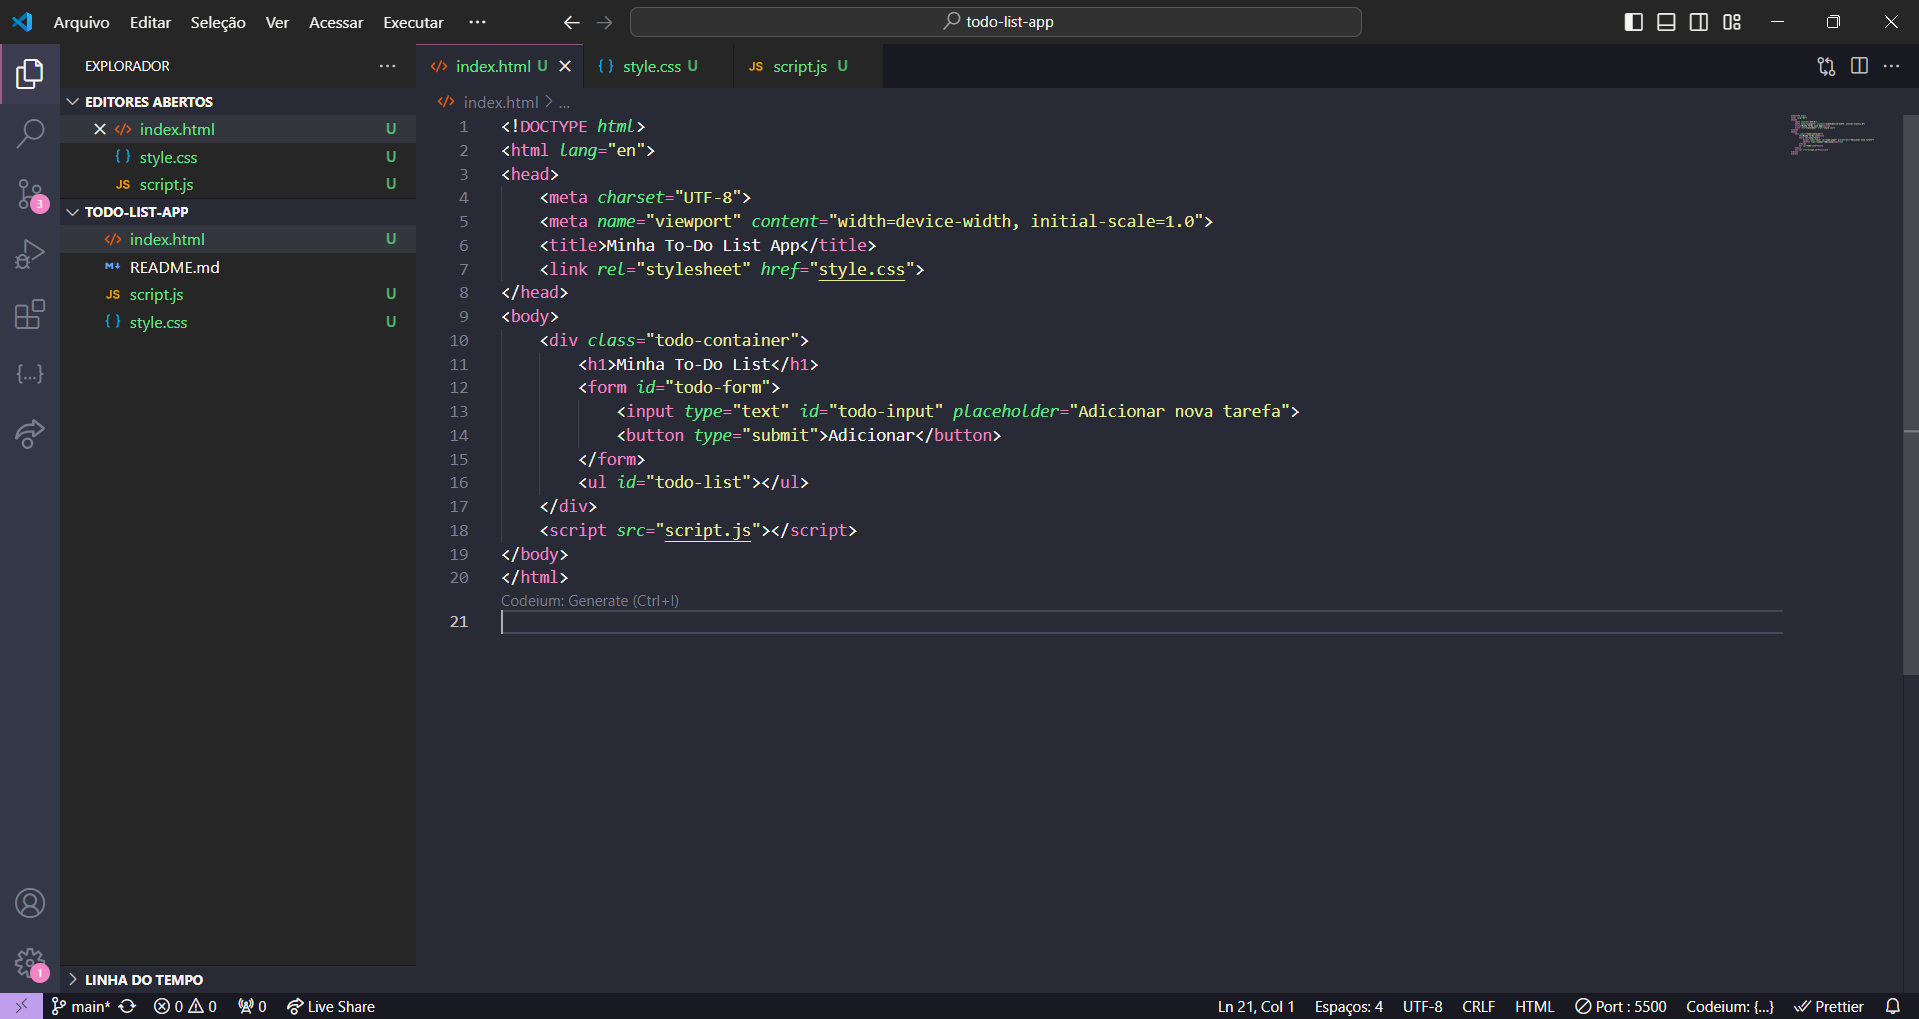 Arquivo Editar Seleção Ver Acessar Executar ··· todo-list-app
EXPLORADOR ···
EDITORES ABERTOS
index.html U
style.css U
JS script.js U
TODO-LIST-APP
index.html U
README.md
JS script.js U
style.css U
LINHA DO TEMPO
index.html U
style.css U
JS script.js U
index.html > ...
1 <!DOCTYPE html>
2 <html lang="en">
3 <head>
4 <meta charset="UTF-8">
5 <meta name="viewport" content="width=device-width, initial-scale=1.0">
6 <title>Minha To-Do List App</title>
7 <link rel="stylesheet" href="style.css">
8 </head>
9 <body>
10 <div class="todo-container">
11 <h1>Minha To-Do List</h1>
12 <form id="todo-form">
13 <input type="text" id="todo-input" placeholder="Adicionar nova tarefa">
14 <button type="submit">Adicionar</button>
15 </form>
16 <ul id="todo-list"></ul>
17 </div>
18 <script src="script.js"></script>
19 </body>
20 </html>
Codeium: Generate (Ctrl+I)
21
3
1
main* 0 0 0 Live Share Ln 21, Col 1 Espaços: 4 UTF-8 CRLF HTML Port : 5500 Codeium: {...} Prettier